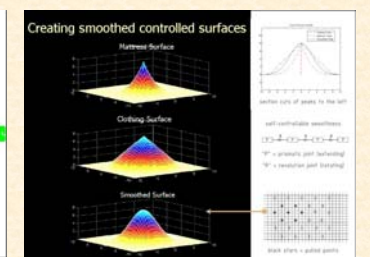 Creating smoothed controlled surfaces
Mattress Surface
Clothing Surface
Smoothed Surface
section cuts of peaks to the left
self-controllable smoothness
"P" = prismatic joint (extending)
"R" = revolution joint (rotating)
black stars = pulled points